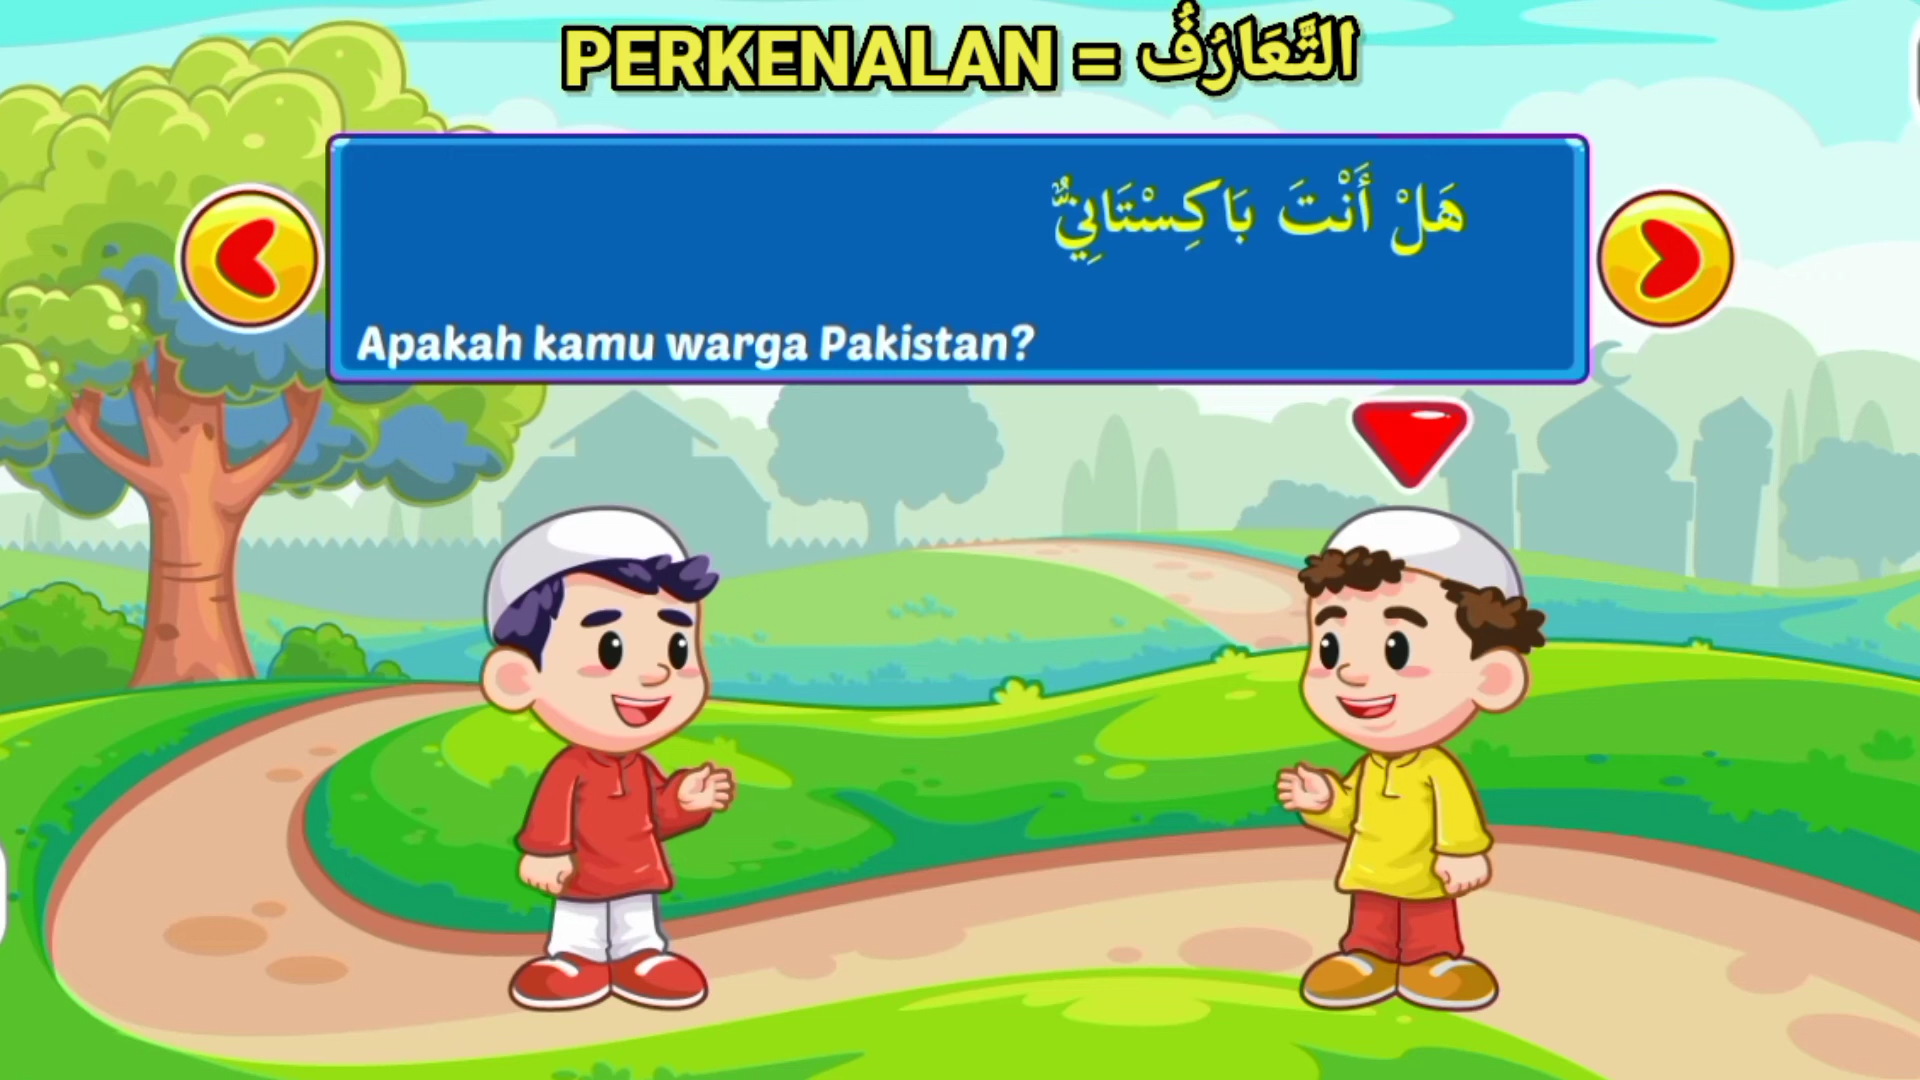 PERKENALAN = التَّعَارُفُ
هَلْ أَنْتَ بَاكِسْتَانِيٌّ
Apakah kamu warga Pakistan?